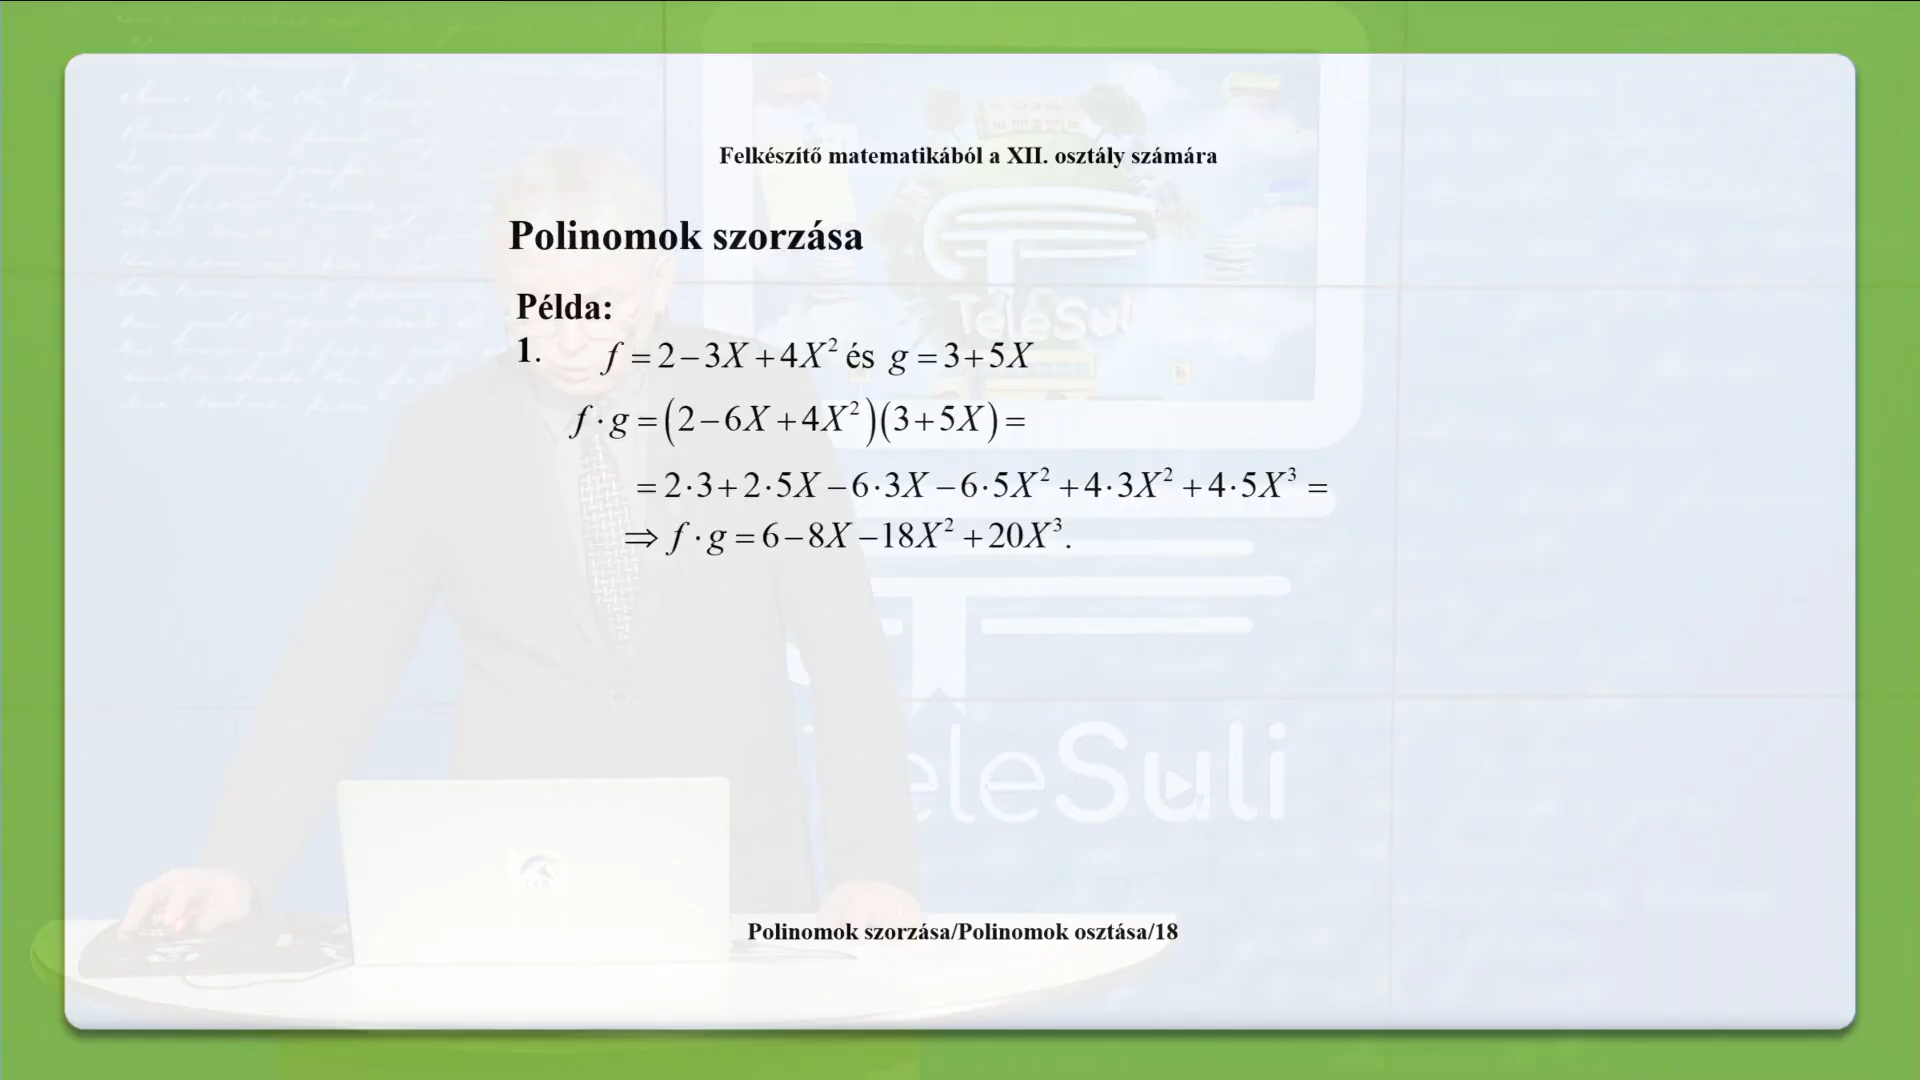 Felkészítő matematikából a XII. osztály számára
Polinomok szorzása
Példa:
1. f = 2 − 3X + 4X² és g = 3 + 5X
f · g = (2 − 6X + 4X²)(3 + 5X) =
= 2·3 + 2·5X − 6·3X − 6·5X² + 4·3X² + 4·5X³ =
⇒ f · g = 6 − 8X − 18X² + 20X³.
TeleSuli
eleSuli
Polinomok szorzása/Polinomok osztása/18